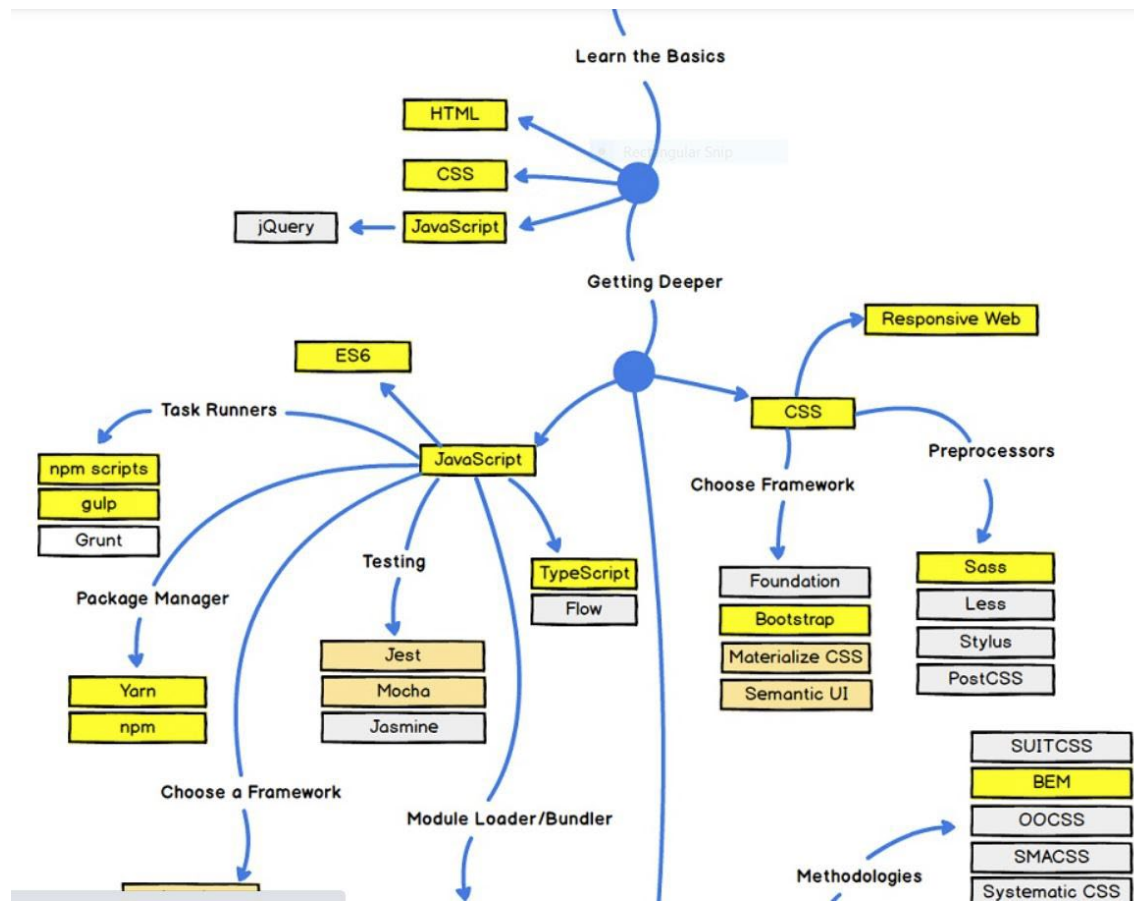 Learn the Basics
HTML
Rectangular Snip
CSS
jQuery
JavaScript
Getting Deeper
Responsive Web
ES6
Task Runners
CSS
JavaScript
Preprocessors
npm scripts
gulp
Grunt
Choose Framework
Testing
TypeScript
Flow
Package Manager
Foundation
Bootstrap
Materialize CSS
Semantic UI
Sass
Less
Stylus
PostCSS
Jest
Mocha
Jasmine
Yarn
npm
SUITCSS
BEM
OOCSS
SMACSS
Systematic CSS
Choose a Framework
Module Loader/Bundler
Methodologies